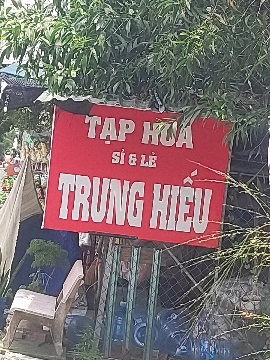 TẠP HOÁ
SỈ & LẺ
TRUNG HIẾU